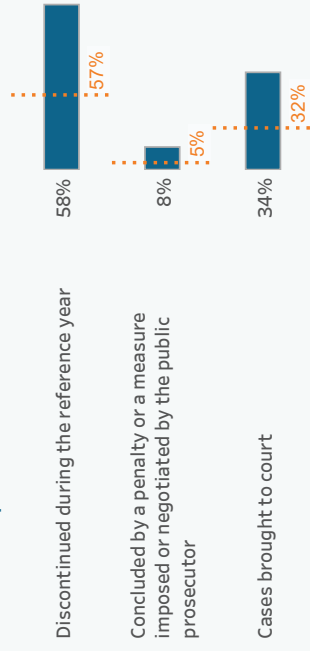 Discontinued during the reference year
58%
57%
Concluded by a penalty or a measure
imposed or negotiated by the public
prosecutor
8%
5%
Cases brought to court
34%
32%